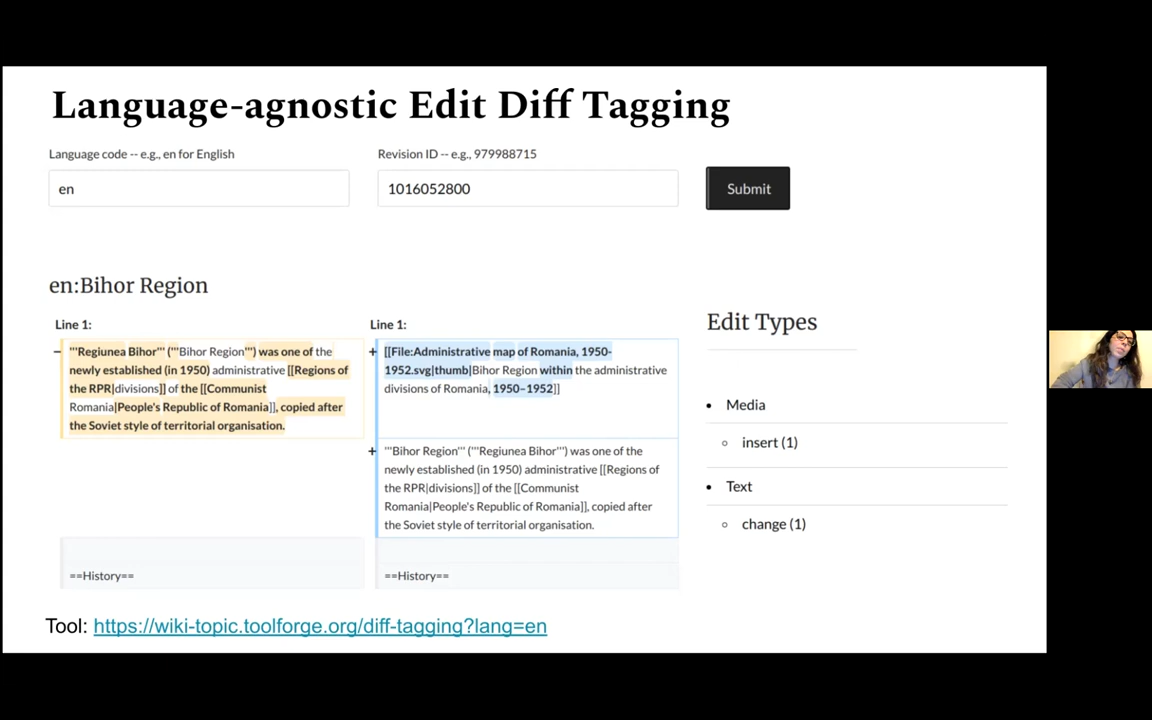 Language-agnostic Edit Diff Tagging
Language code -- e.g., en for English
Revision ID -- e.g., 979988715
en
1016052800
Submit
en:Bihor Region
Line 1:
− '''Regiunea Bihor''' ('''Bihor Region''') was one of the
newly established (in 1950) administrative [[Regions of
the RPR|divisions]] of the [[Communist
Romania|People's Republic of Romania]], copied after
the Soviet style of territorial organisation.
==History==
Line 1:
+ [[File:Administrative map of Romania, 1950-
1952.svg|thumb|Bihor Region within the administrative
divisions of Romania, 1950–1952]]
+ '''Bihor Region''' ('''Regiunea Bihor''') was one of the
newly established (in 1950) administrative [[Regions of
the RPR|divisions]] of the [[Communist
Romania|People's Republic of Romania]], copied after
the Soviet style of territorial organisation.
==History==
Edit Types
• Media
◦ insert (1)
• Text
◦ change (1)
Tool: https://wiki-topic.toolforge.org/diff-tagging?lang=en